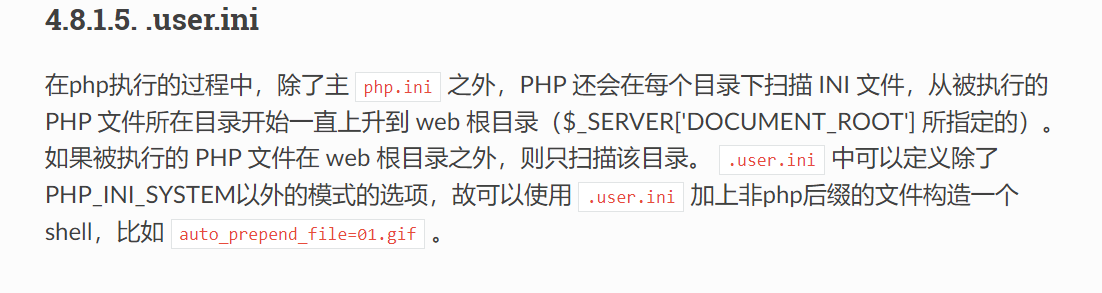 4.8.1.5. .user.ini
在php执行的过程中，除了主 php.ini 之外，PHP 还会在每个目录下扫描 INI 文件，从被执行的
PHP 文件所在目录开始一直上升到 web 根目录（$_SERVER['DOCUMENT_ROOT'] 所指定的）。
如果被执行的 PHP 文件在 web 根目录之外，则只扫描该目录。 .user.ini 中可以定义除了
PHP_INI_SYSTEM以外的模式的选项，故可以使用 .user.ini 加上非php后缀的文件构造一个
shell，比如 auto_prepend_file=01.gif 。